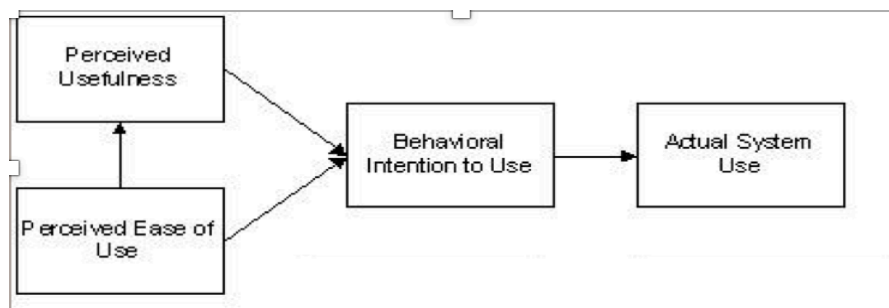 Perceived
Usefulness
Behavioral
Intention to Use
Actual System
Use
Perceived Ease of
Use